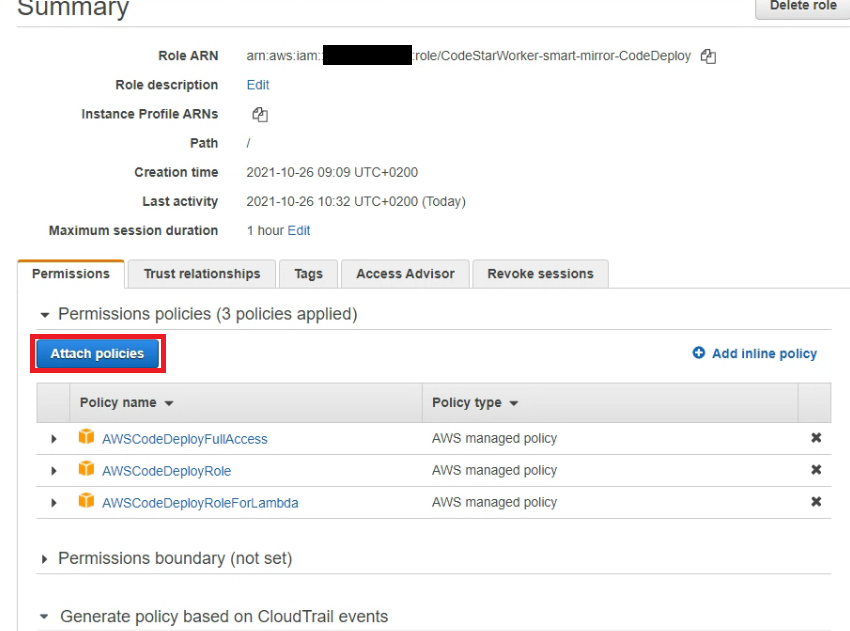 Summary
Delete role
Role ARN arn:aws:iam:: :role/CodeStarWorker-smart-mirror-CodeDeploy
Role description Edit
Instance Profile ARNs
Path /
Creation time 2021-10-26 09:09 UTC+0200
Last activity 2021-10-26 10:32 UTC+0200 (Today)
Maximum session duration 1 hour Edit
Permissions Trust relationships Tags Access Advisor Revoke sessions
Permissions policies (3 policies applied)
Attach policies Add inline policy
Policy name Policy type
AWSCodeDeployFullAccess AWS managed policy
AWSCodeDeployRole AWS managed policy
AWSCodeDeployRoleForLambda AWS managed policy
Permissions boundary (not set)
Generate policy based on CloudTrail events